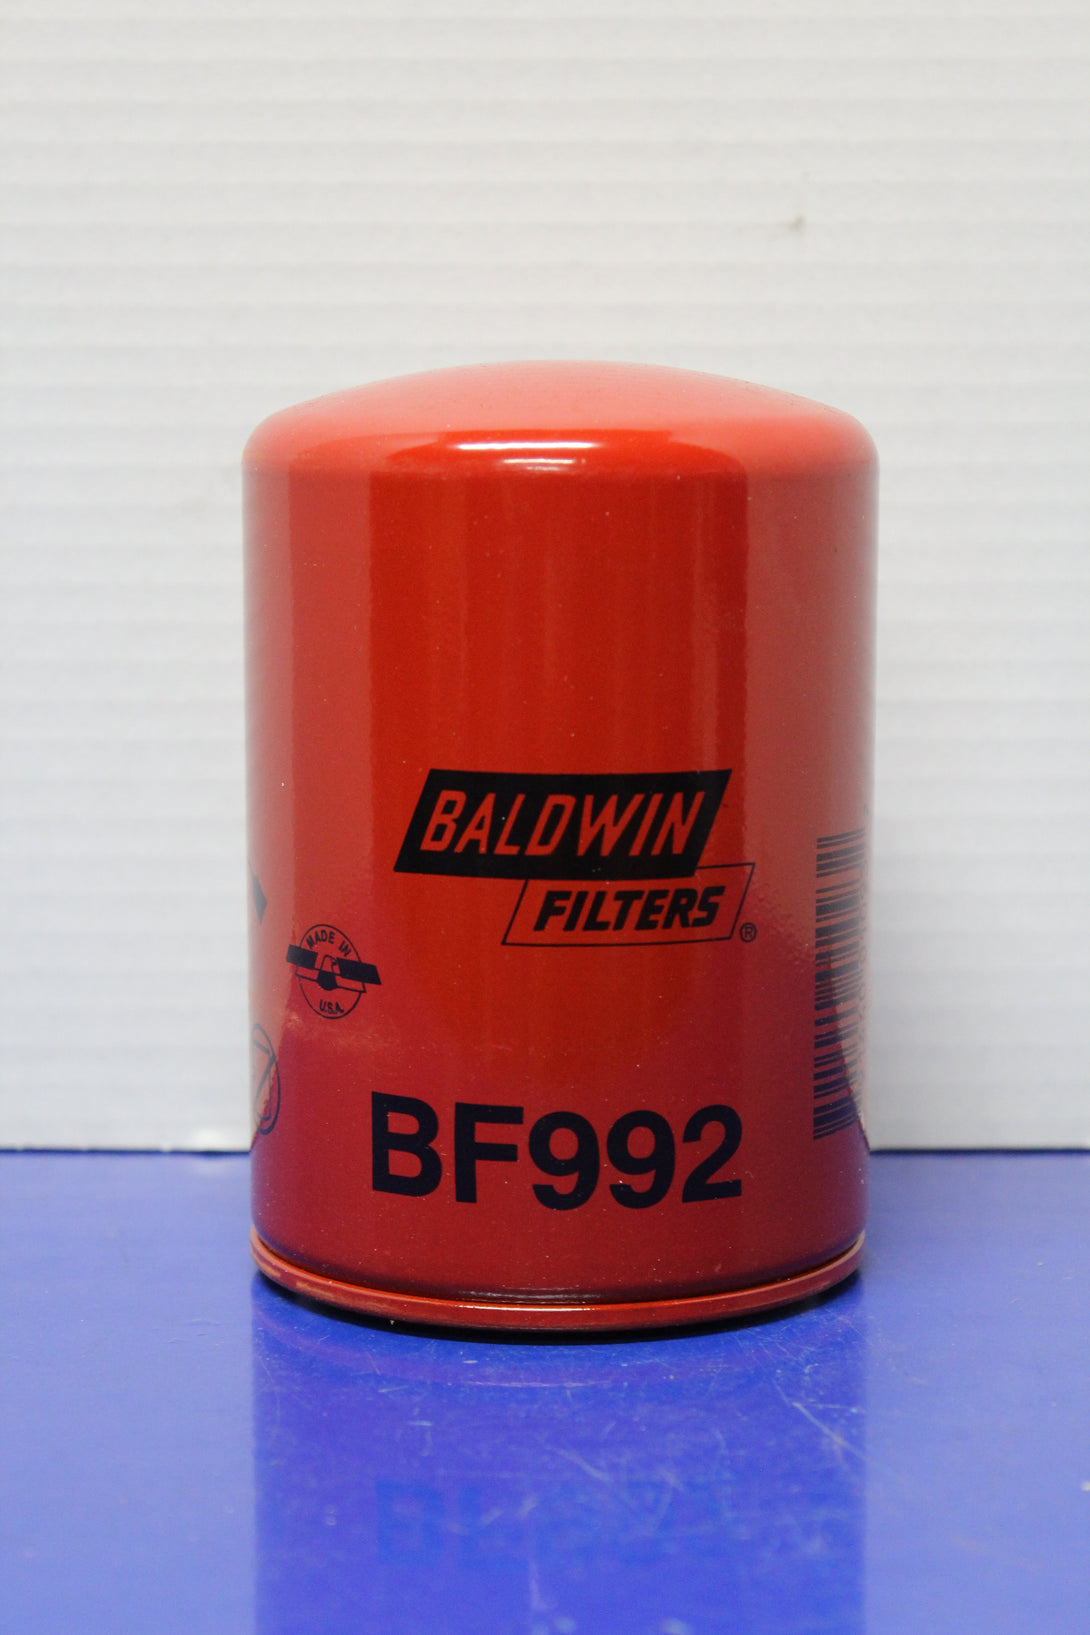 BALDWIN
FILTERS
®
MADE IN
U.S.A.
BF992